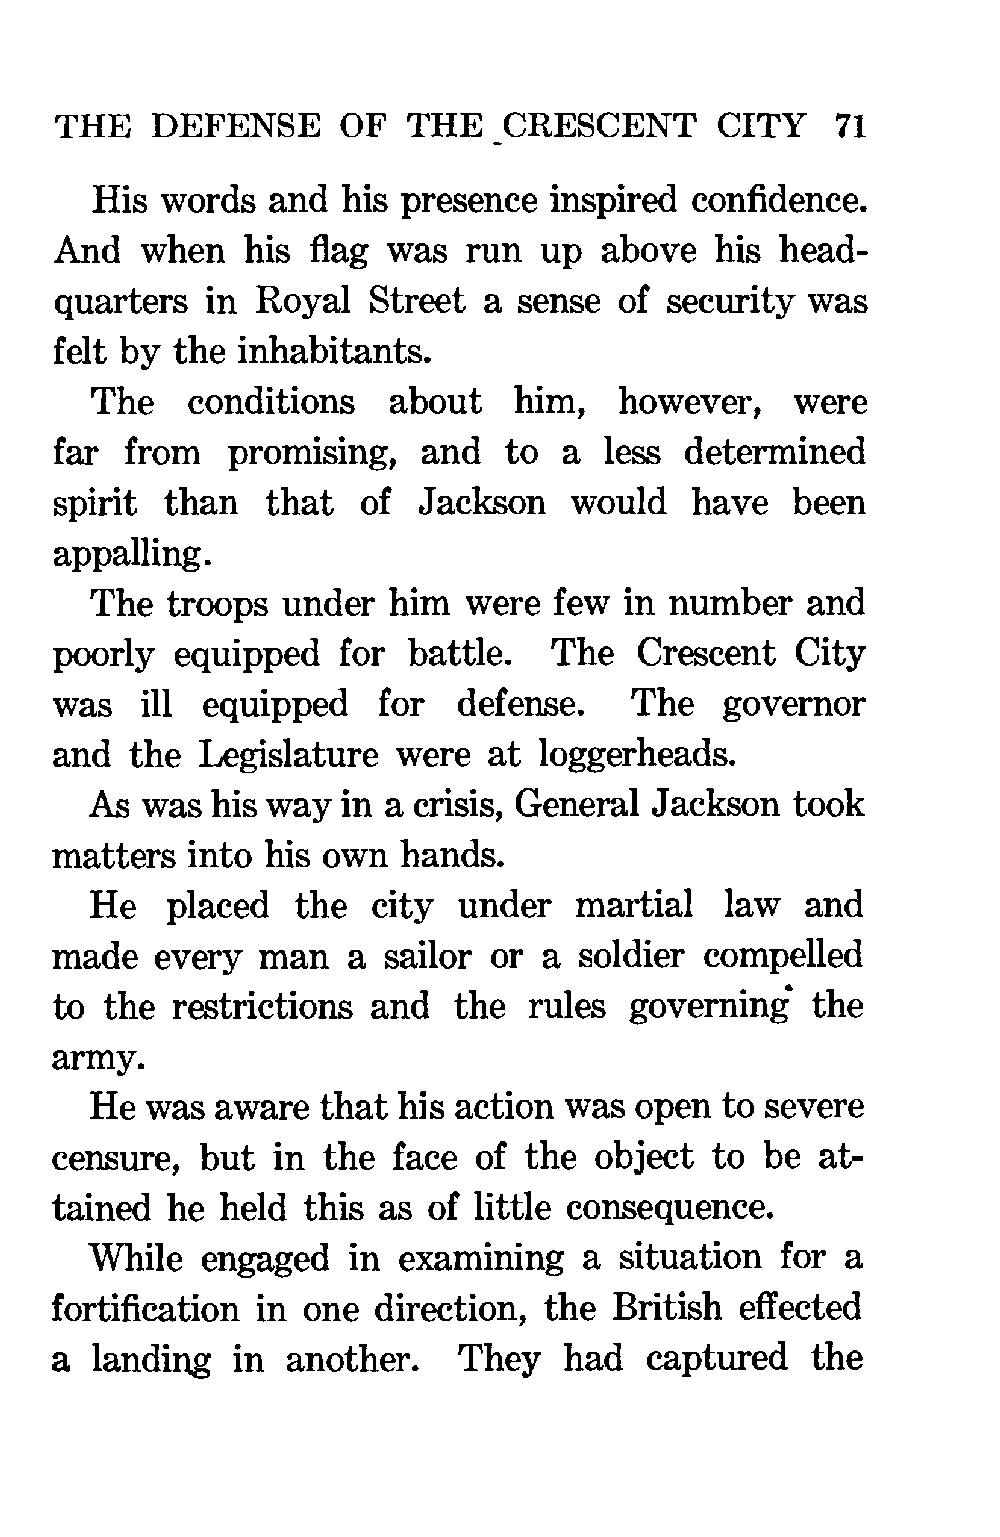 THE DEFENSE OF THE CRESCENT CITY 71
His words and his presence inspired confidence.
And when his flag was run up above his head-
quarters in Royal Street a sense of security was
felt by the inhabitants.
The conditions about him, however, were
far from promising, and to a less determined
spirit than that of Jackson would have been
appalling.
The troops under him were few in number and
poorly equipped for battle. The Crescent City
was ill equipped for defense. The governor
and the Legislature were at loggerheads.
As was his way in a crisis, General Jackson took
matters into his own hands.
He placed the city under martial law and
made every man a sailor or a soldier compelled
to the restrictions and the rules governing the
army.
He was aware that his action was open to severe
censure, but in the face of the object to be at-
tained he held this as of little consequence.
While engaged in examining a situation for a
fortification in one direction, the British effected
a landing in another. They had captured the